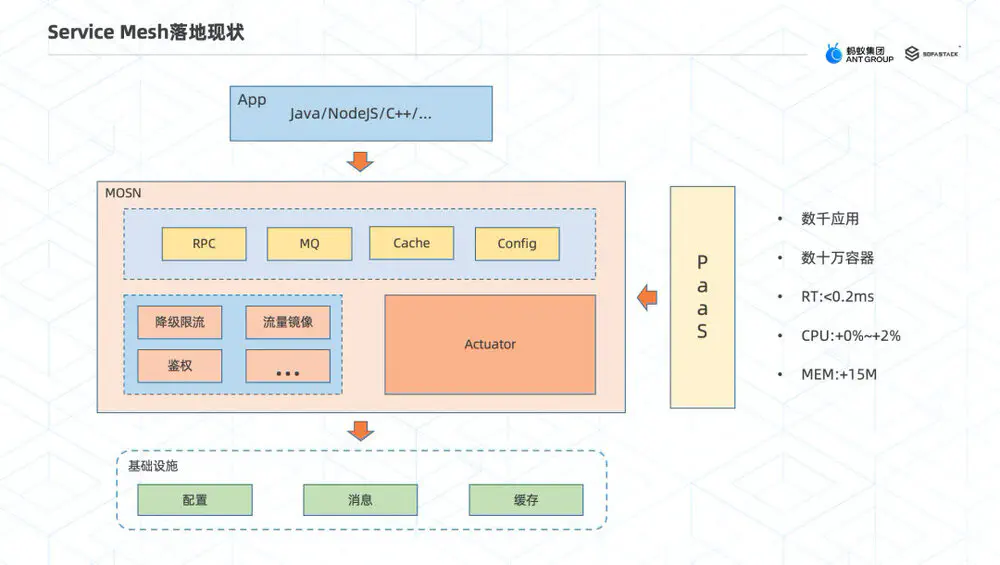 Service Mesh落地现状
蚂蚁集团
ANT GROUP
SOFASTACK
App
Java/NodeJS/C++/...
MOSN
RPC
MQ
Cache
Config
降级限流
流量镜像
鉴权
...
Actuator
PaaS
• 数千应用
• 数十万容器
• RT:<0.2ms
• CPU:+0%~+2%
• MEM:+15M
基础设施
配置
消息
缓存